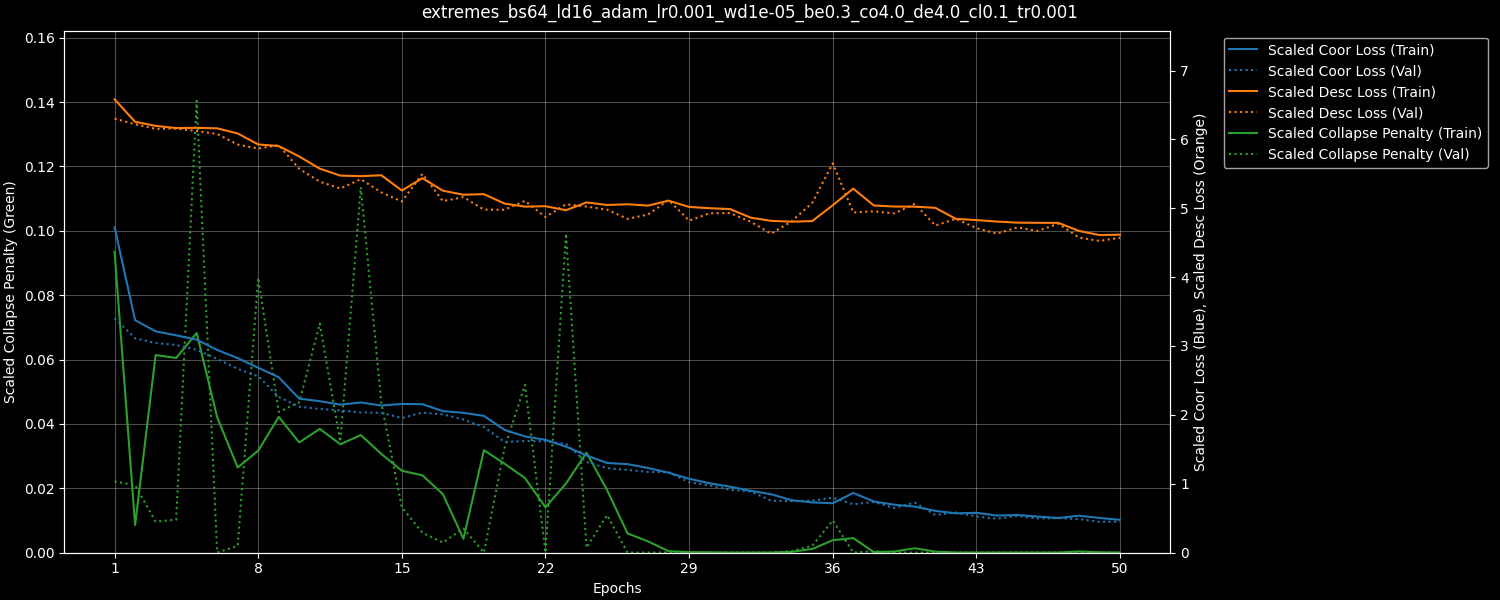 extremes_bs64_ld16_adam_lr0.001_wd1e-05_be0.3_co4.0_de4.0_cl0.1_tr0.001
Scaled Collapse Penalty (Green)
0.16
0.14
0.12
0.10
0.08
0.06
0.04
0.02
0.00
1
8
15
22
29
36
43
50
Epochs
7
6
5
4
3
2
1
0
Scaled Coor Loss (Blue), Scaled Desc Loss (Orange)
Scaled Coor Loss (Train)
Scaled Coor Loss (Val)
Scaled Desc Loss (Train)
Scaled Desc Loss (Val)
Scaled Collapse Penalty (Train)
Scaled Collapse Penalty (Val)